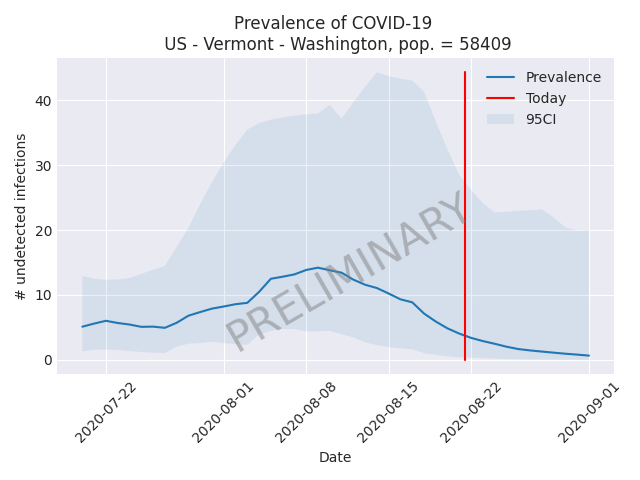 Prevalence of COVID-19
US - Vermont - Washington, pop. = 58409
# undetected infections
40
30
20
10
0
Prevalence
Today
95CI
PRELIMINARY
2020-07-22
2020-08-01
2020-08-08
2020-08-15
2020-08-22
2020-09-01
Date